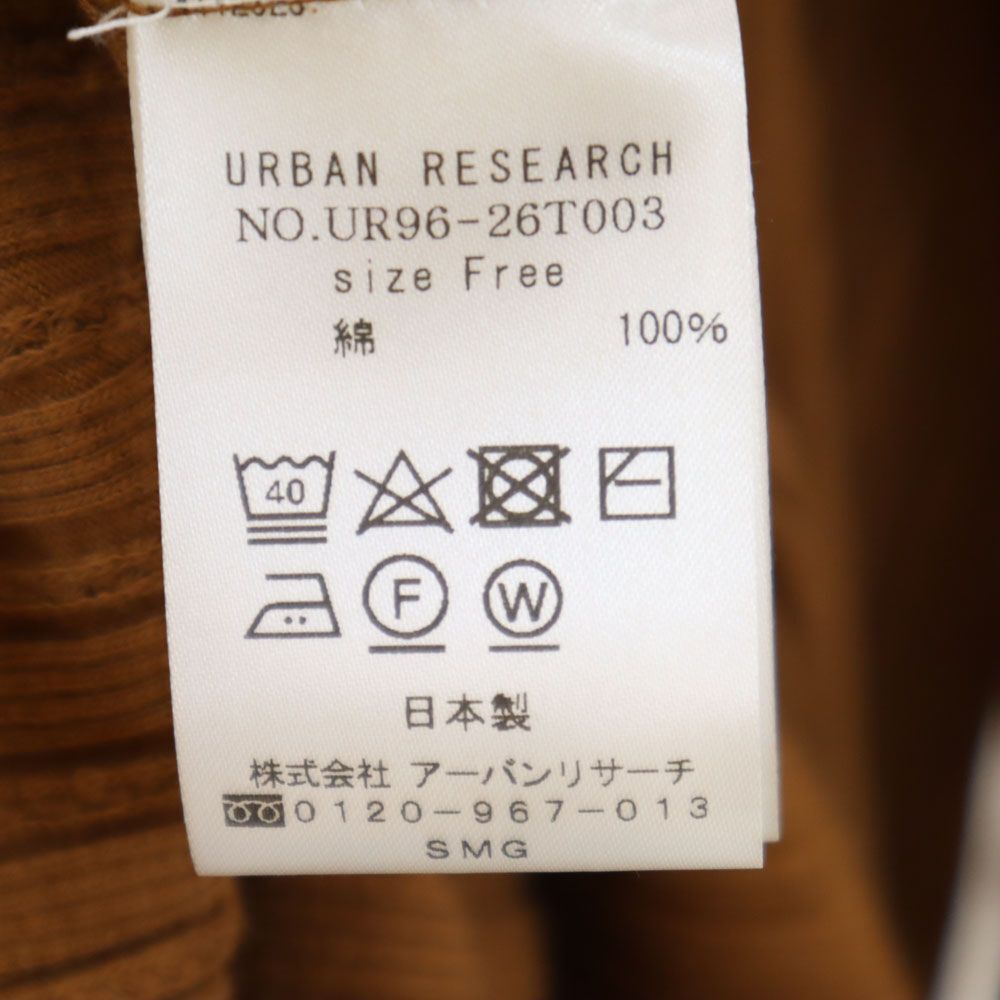 URBAN RESEARCH
NO.UR96-26T003
size Free
綿 100%
40
F W
日本製
株式会社 アーバンリサーチ
0120-967-013
SMG